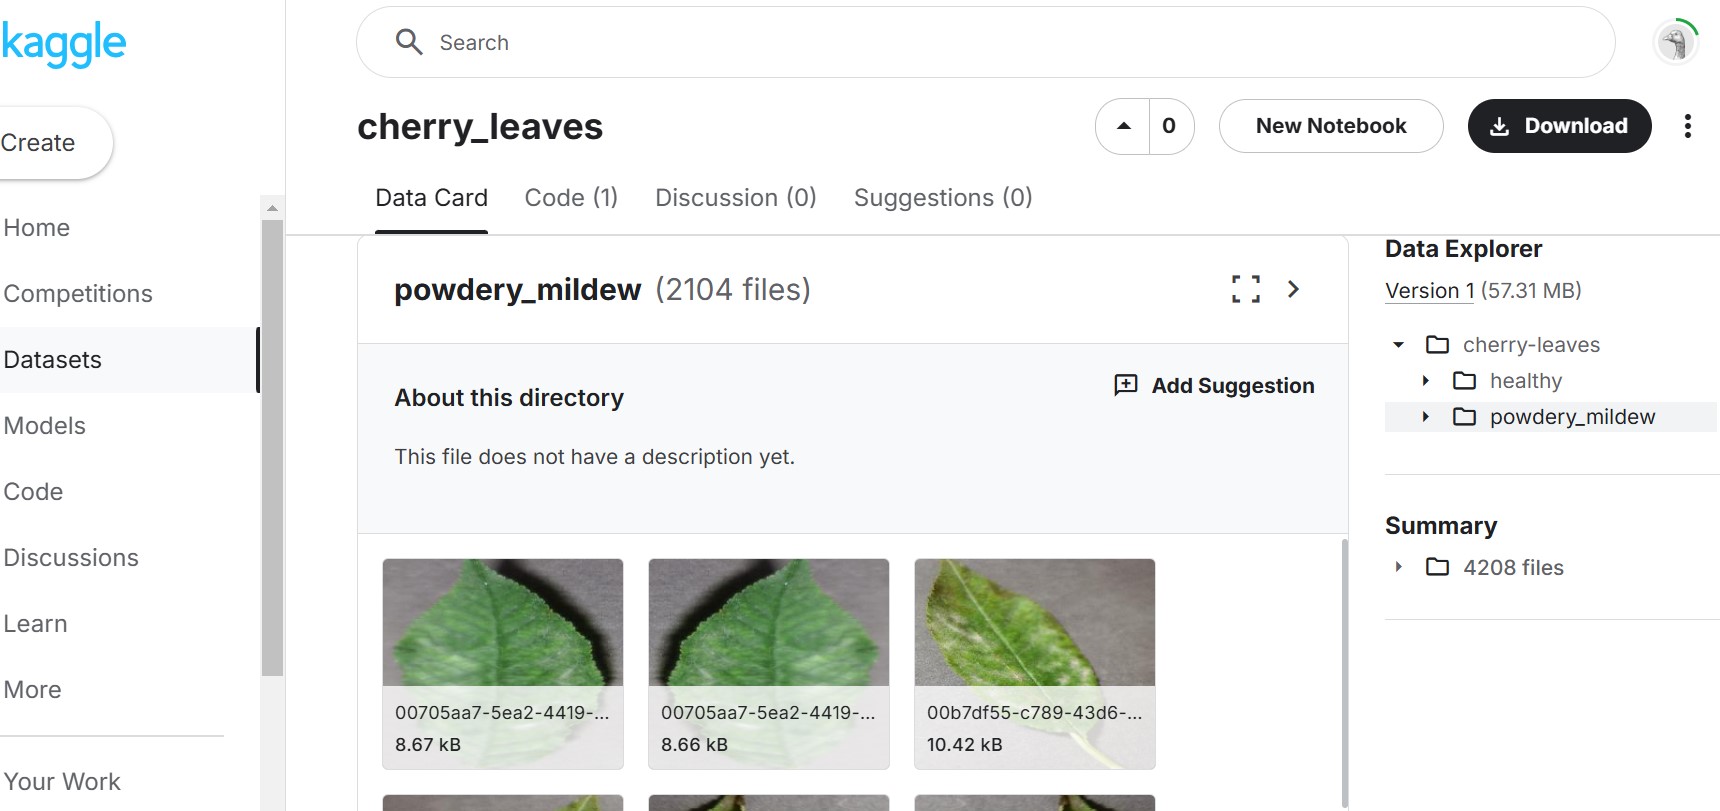 kaggle
Search
Create
cherry_leaves
0
New Notebook
Download
Data Card
Code (1)
Discussion (0)
Suggestions (0)
Home
Competitions
Datasets
Models
Code
Discussions
Learn
More
Your Work
powdery_mildew (2104 files)
About this directory
Add Suggestion
This file does not have a description yet.
00705aa7-5ea2-4419-...
8.67 kB
00705aa7-5ea2-4419-...
8.66 kB
00b7df55-c789-43d6-...
10.42 kB
Data Explorer
Version 1 (57.31 MB)
cherry-leaves
healthy
powdery_mildew
Summary
4208 files